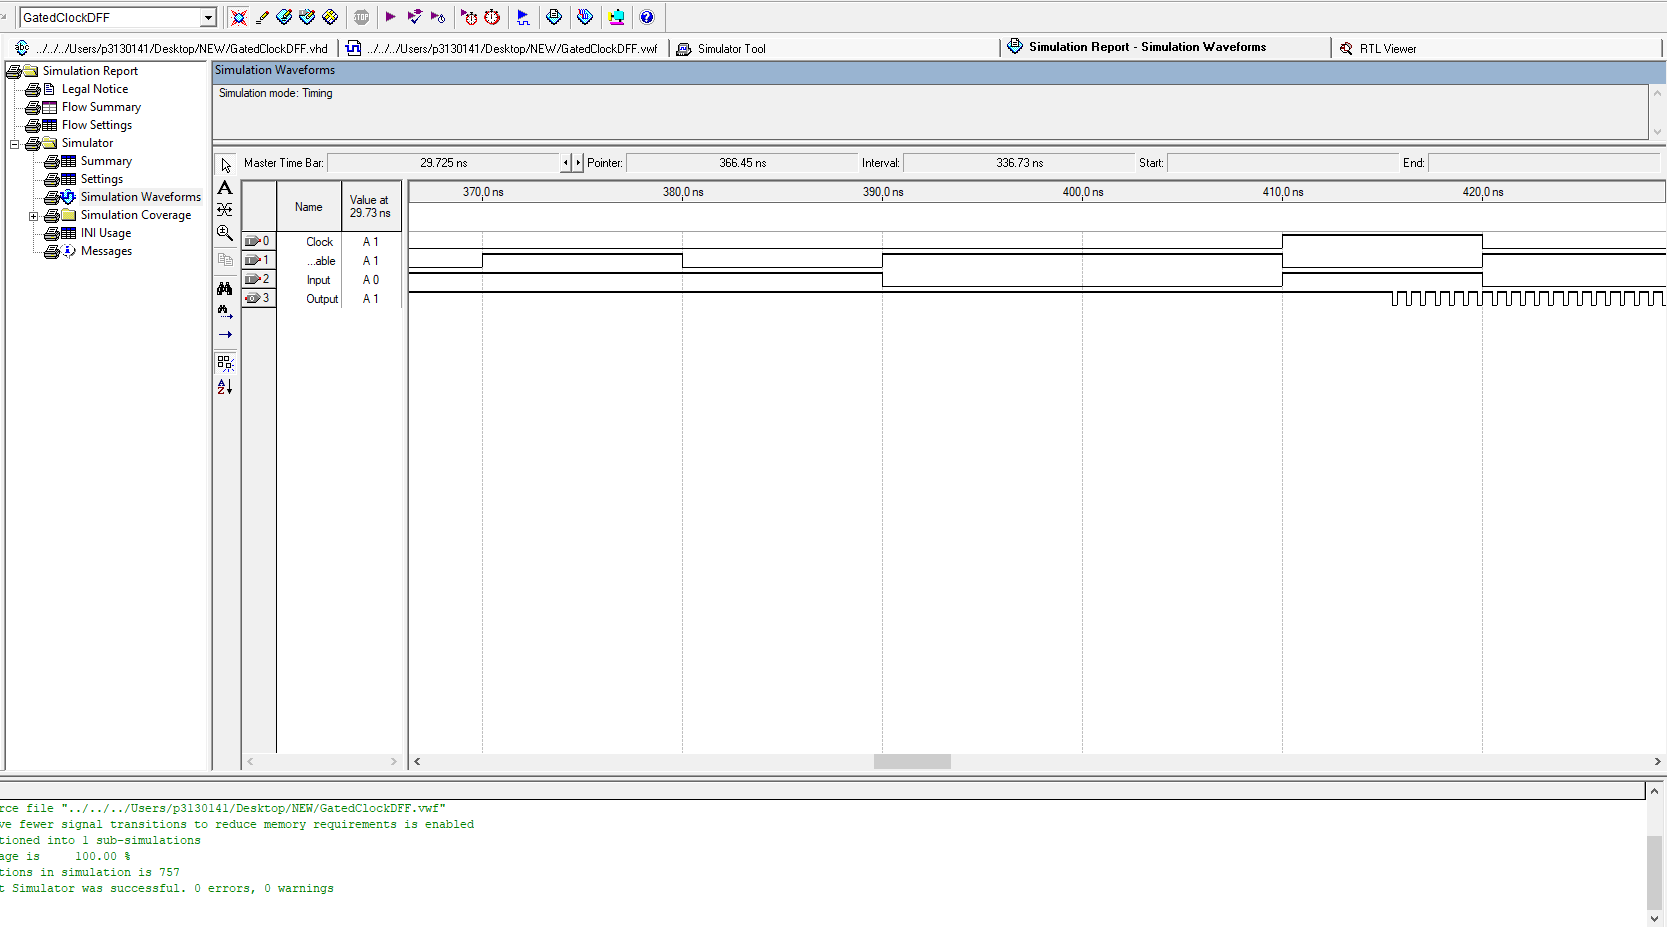 GatedClockDFF
STOP
abc ../../../Users/p3130141/Desktop/NEW/GatedClockDFF.vhd
../../../Users/p3130141/Desktop/NEW/GatedClockDFF.vwf
Simulator Tool
Simulation Report - Simulation Waveforms
RTL Viewer
Simulation Report
Legal Notice
Flow Summary
Flow Settings
Simulator
Summary
Settings
Simulation Waveforms
Simulation Coverage
INI Usage
Messages
Simulation Waveforms
Simulation mode: Timing
Master Time Bar: 29.725 ns Pointer: 366.45 ns Interval: 336.73 ns Start: End:
Name Value at 29.73 ns
370.0 ns 380.0 ns 390.0 ns 400.0 ns 410.0 ns 420.0 ns
0 Clock A 1
1 ...able A 1
2 Input A 0
3 Output A 1
rce file "../../../Users/p3130141/Desktop/NEW/GatedClockDFF.vwf"
ve fewer signal transitions to reduce memory requirements is enabled
tioned into 1 sub-simulations
age is 100.00 %
tions in simulation is 757
t Simulator was successful. 0 errors, 0 warnings